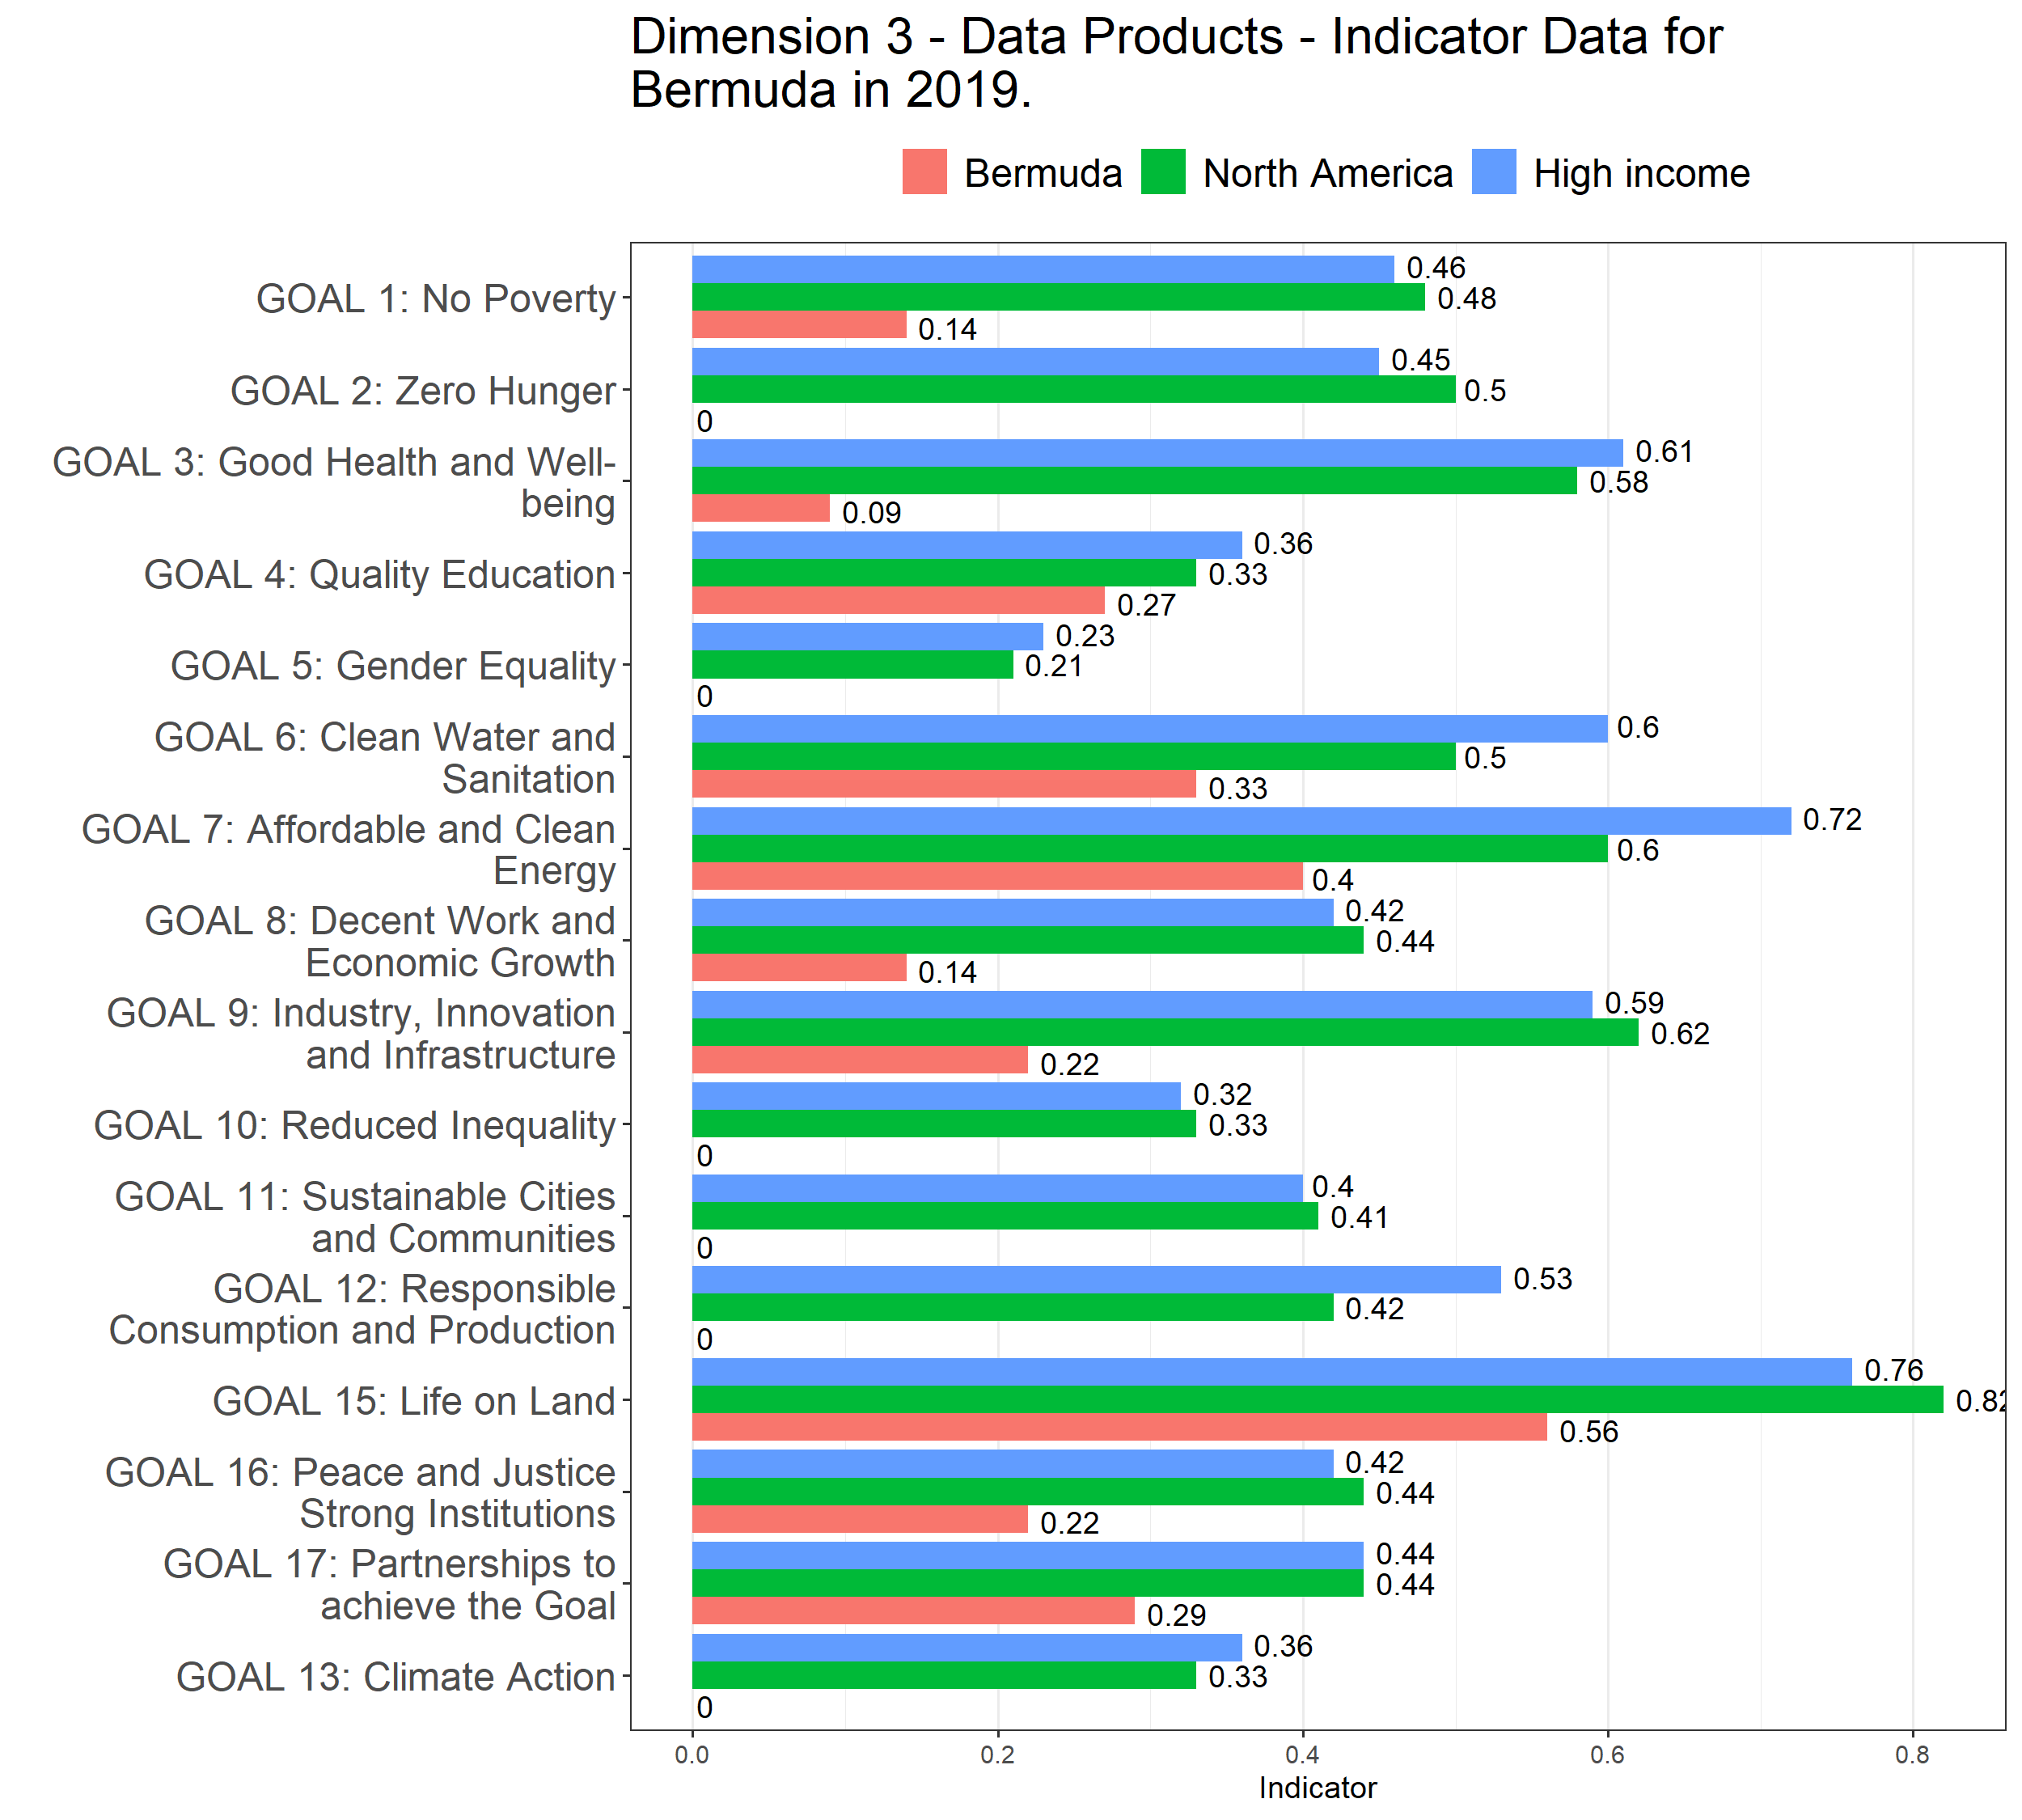 Dimension 3 - Data Products - Indicator Data for
Bermuda in 2019.
Bermuda North America High income
GOAL 1: No Poverty
0.46
0.48
0.14
GOAL 2: Zero Hunger
0.45
0.5
0
GOAL 3: Good Health and Well-
being
0.61
0.58
0.09
GOAL 4: Quality Education
0.36
0.33
0.27
GOAL 5: Gender Equality
0.23
0.21
0
GOAL 6: Clean Water and
Sanitation
0.6
0.5
0.33
GOAL 7: Affordable and Clean
Energy
0.72
0.6
0.4
GOAL 8: Decent Work and
Economic Growth
0.42
0.44
0.14
GOAL 9: Industry, Innovation
and Infrastructure
0.59
0.62
0.22
GOAL 10: Reduced Inequality
0.32
0.33
0
GOAL 11: Sustainable Cities
and Communities
0.4
0.41
0
GOAL 12: Responsible
Consumption and Production
0.53
0.42
0
GOAL 15: Life on Land
0.76
0.82
0.56
GOAL 16: Peace and Justice
Strong Institutions
0.42
0.44
0.22
GOAL 17: Partnerships to
achieve the Goal
0.44
0.44
0.29
GOAL 13: Climate Action
0.36
0.33
0
0.0 0.2 0.4 0.6 0.8
Indicator